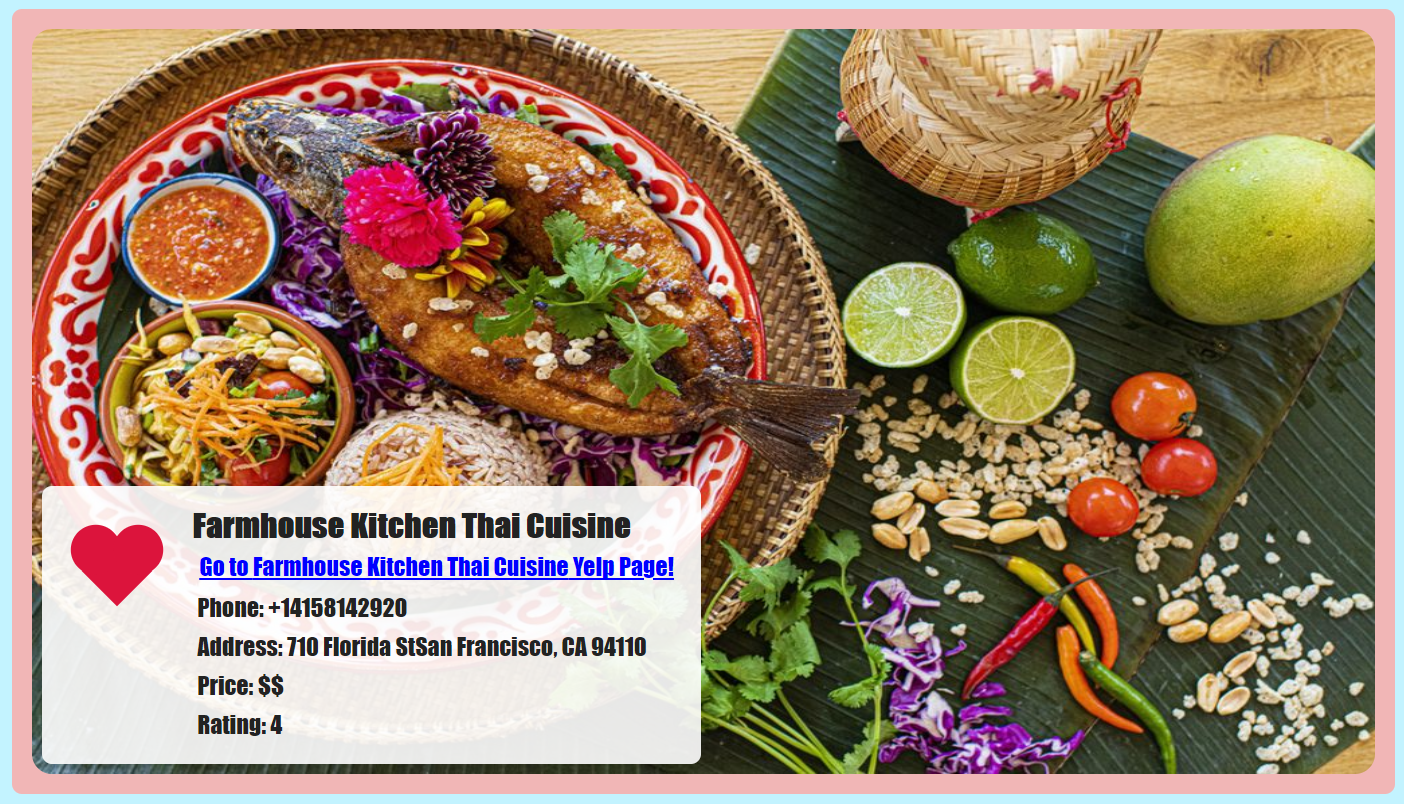 Farmhouse Kitchen Thai Cuisine
Go to Farmhouse Kitchen Thai Cuisine Yelp Page!
Phone: +14158142920
Address: 710 Florida StSan Francisco, CA 94110
Price: $$
Rating: 4